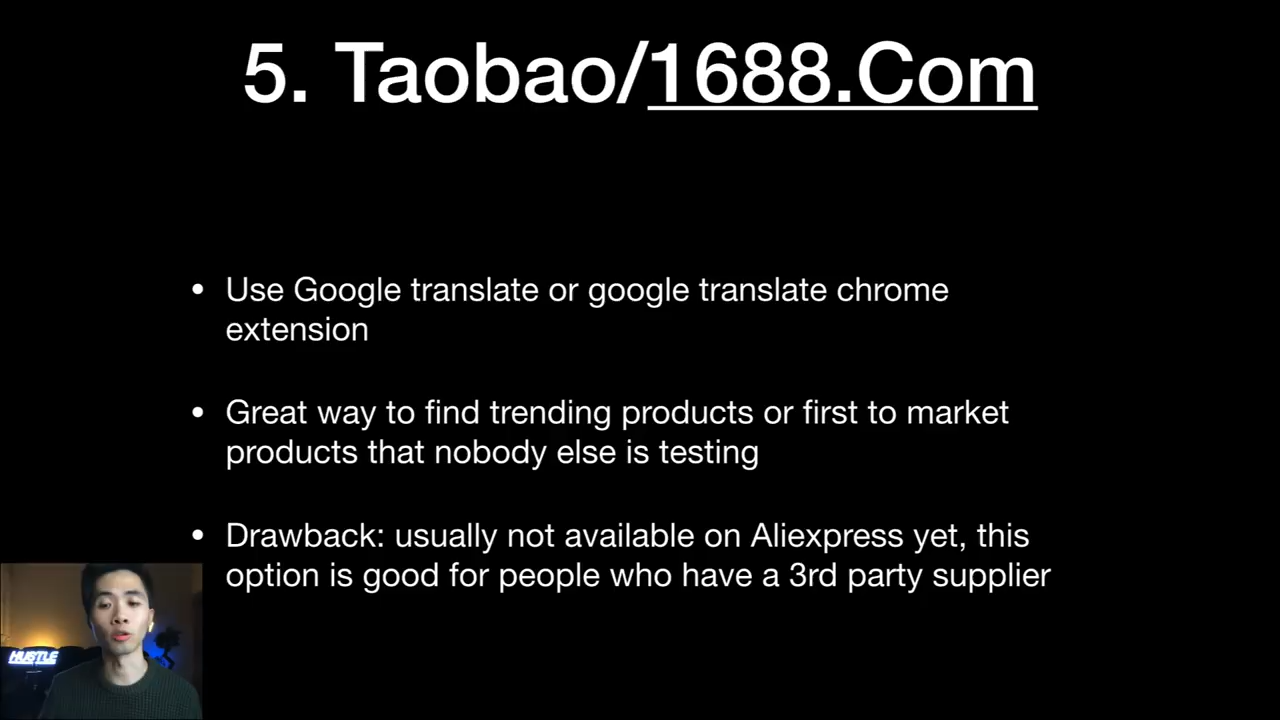 5. Taobao/1688.Com
• Use Google translate or google translate chrome
extension
• Great way to find trending products or first to market
products that nobody else is testing
• Drawback: usually not available on Aliexpress yet, this
option is good for people who have a 3rd party supplier
HUSTLE